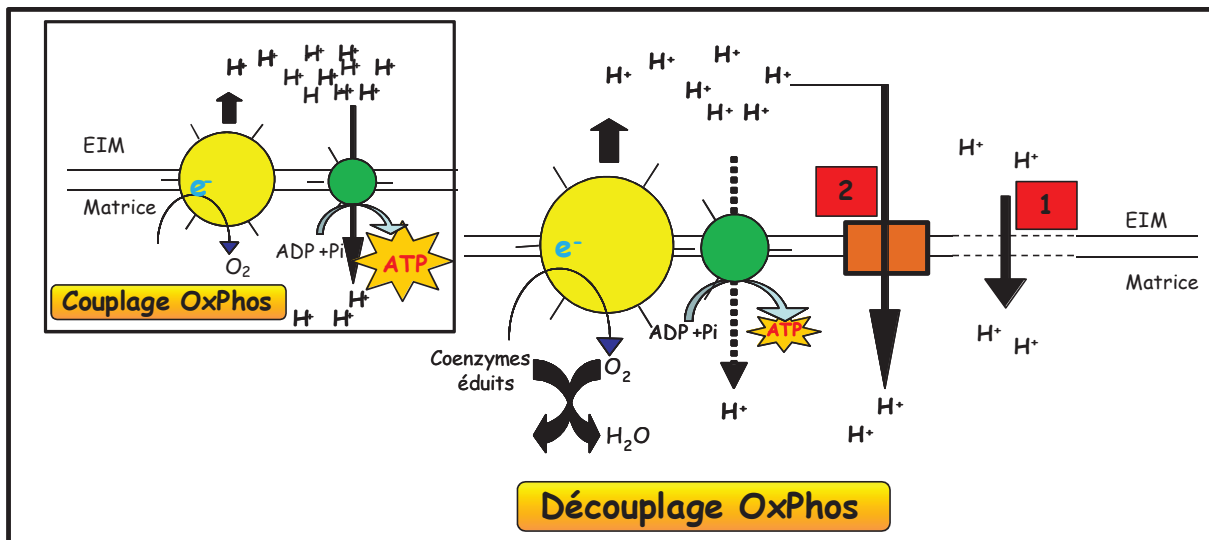 H+ H+ H+ H+
H+ H+ H+ H+ H+
H H+ H+
EIM
e-
Matrice
ADP +Pi
O2
ATP
H+
H+ H+
Couplage OxPhos
H+ H+ H+ H+
H+
H+ H+
2
H+
H+
1
EIM
e-
Matrice
ADP +Pi
ATP
H+
H+
Coenzymes
éduits
O2
H+
H+
H+
H2O
Découplage OxPhos